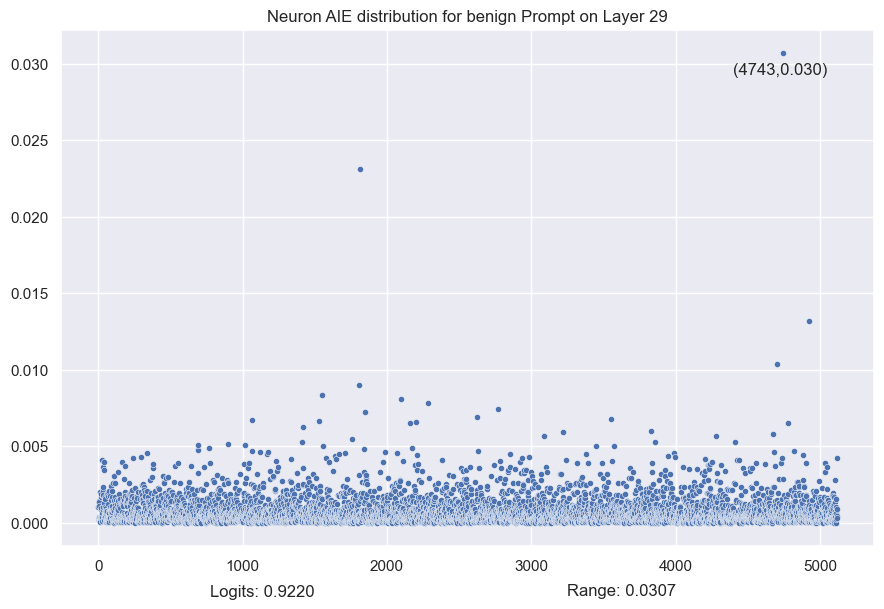 Neuron AIE distribution for benign Prompt on Layer 29
0.030
(4743,0.030)
0.025
0.020
0.015
0.010
0.005
0.000
0 1000 2000 3000 4000 5000
Logits: 0.9220 Range: 0.0307